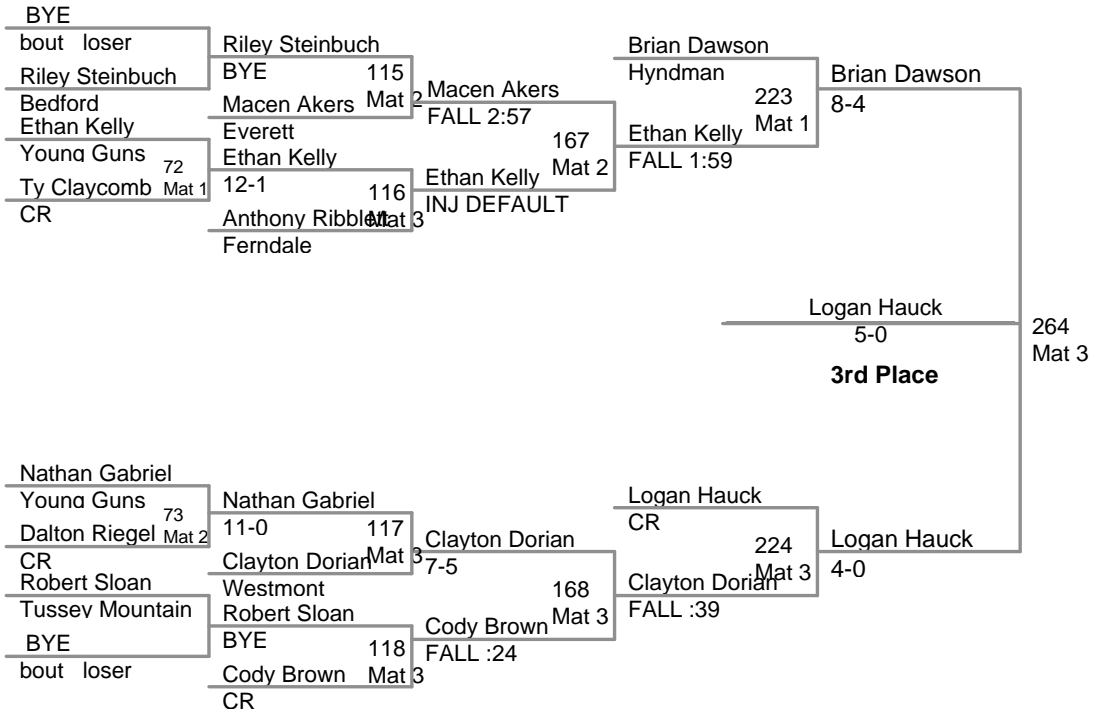 BYE
bout loser
Riley Steinbuch
Bedford
Ethan Kelly
Young Guns
72
Mat 1
Ty Claycomb
CR
Riley Steinbuch
BYE
115
Mat 2
Macen Akers
Everett
Ethan Kelly
12-1
116
Mat 3
Anthony Ribblett
Ferndale
Macen Akers
FALL 2:57
167
Mat 2
Ethan Kelly
INJ DEFAULT
Brian Dawson
Hyndman
223
Mat 1
Ethan Kelly
FALL 1:59
Brian Dawson
8-4
Logan Hauck
5-0
3rd Place
264
Mat 3
Nathan Gabriel
Young Guns
73
Mat 2
Dalton Riegel
CR
Robert Sloan
Tussey Mountain
BYE
bout loser
Nathan Gabriel
11-0
117
Mat 3
Clayton Dorian
Westmont
Robert Sloan
BYE
118
Mat 3
Cody Brown
CR
Clayton Dorian
7-5
168
Mat 3
Cody Brown
FALL :24
Logan Hauck
CR
224
Mat 3
Clayton Dorian
FALL :39
Logan Hauck
4-0